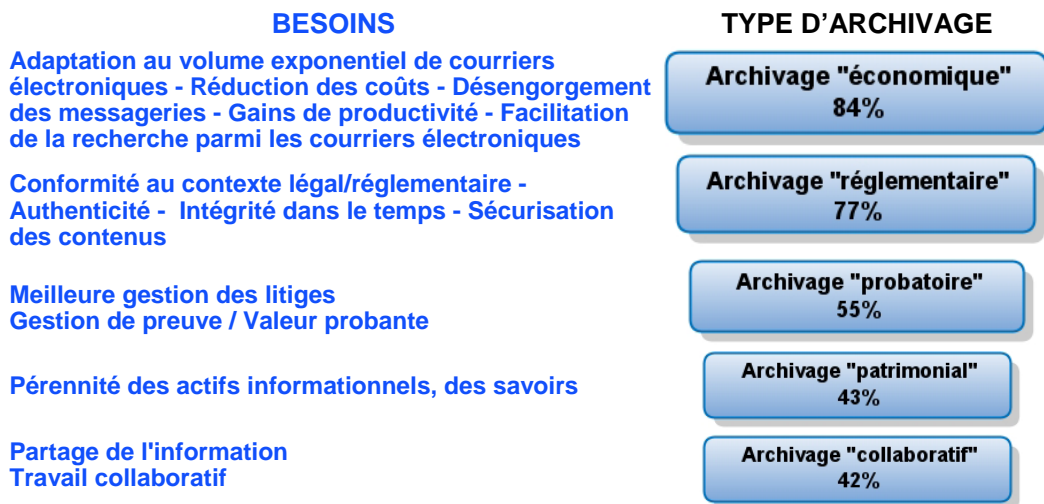 BESOINS
TYPE D'ARCHIVAGE
Adaptation au volume exponentiel de courriers
électroniques - Réduction des coûts - Désengorgement
des messageries - Gains de productivité - Facilitation
de la recherche parmi les courriers électroniques
Archivage "économique"
84%
Conformité au contexte légal/réglementaire -
Authenticité - Intégrité dans le temps - Sécurisation
des contenus
Archivage "réglementaire"
77%
Meilleure gestion des litiges
Gestion de preuve / Valeur probante
Archivage "probatoire"
55%
Pérennité des actifs informationnels, des savoirs
Archivage "patrimonial"
43%
Partage de l'information
Travail collaboratif
Archivage "collaboratif"
42%